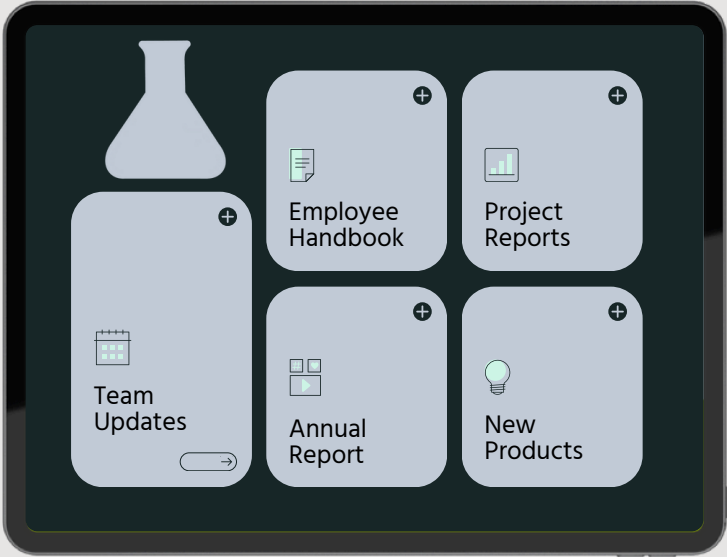 Employee
Handbook
Project
Reports
Team
Updates
Annual
Report
New
Products